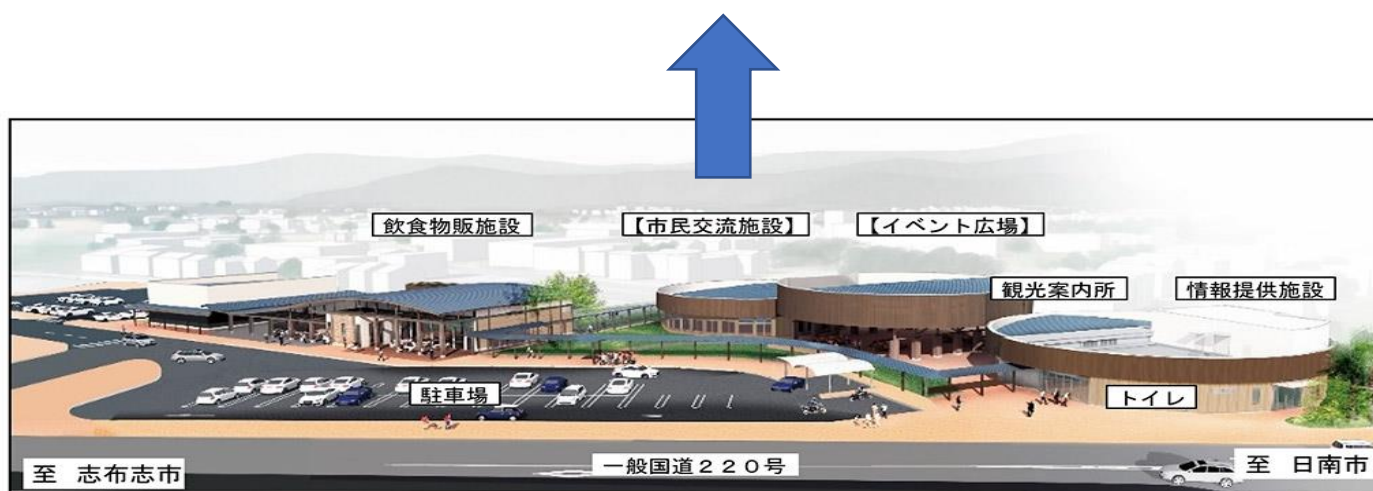 飲食物販施設
【市民交流施設】
【イベント広場】
観光案内所
情報提供施設
駐車場
トイレ
至 志布志市
一般国道２２０号
至 日南市